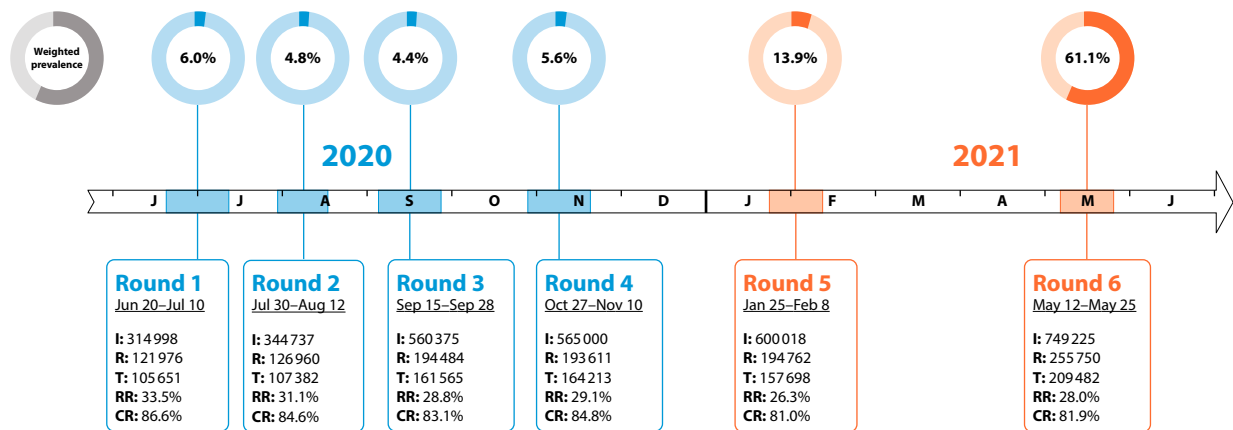 Weighted
prevalence
6.0%
4.8%
4.4%
5.6%
13.9%
61.1%
2020
2021
J J A S O N D J F M A M J
Round 1
Jun 20–Jul 10
I: 314 998
R: 121 976
T: 105 651
RR: 33.5%
CR: 86.6%
Round 2
Jul 30–Aug 12
I: 344 737
R: 126 960
T: 107 382
RR: 31.1%
CR: 84.6%
Round 3
Sep 15–Sep 28
I: 560 375
R: 194 484
T: 161 565
RR: 28.8%
CR: 83.1%
Round 4
Oct 27–Nov 10
I: 565 000
R: 193 611
T: 164 213
RR: 29.1%
CR: 84.8%
Round 5
Jan 25–Feb 8
I: 600 018
R: 194 762
T: 157 698
RR: 26.3%
CR: 81.0%
Round 6
May 12–May 25
I: 749 225
R: 255 750
T: 209 482
RR: 28.0%
CR: 81.9%